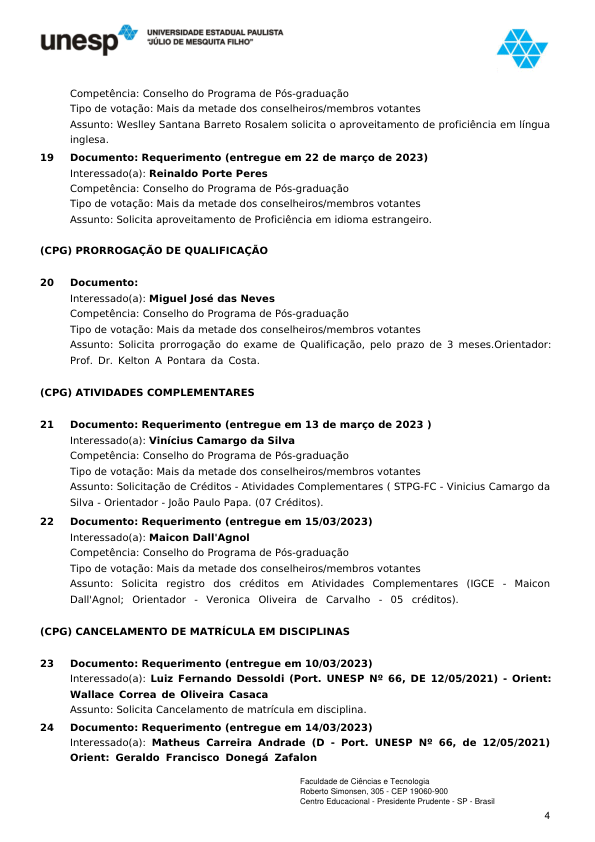 unesp
UNIVERSIDADE ESTADUAL PAULISTA
"JÚLIO DE MESQUITA FILHO"
Competência: Conselho do Programa de Pós-graduação
Tipo de votação: Mais da metade dos conselheiros/membros votantes
Assunto: Weslley Santana Barreto Rosalem solicita o aproveitamento de proficiência em língua
inglesa.
19 Documento: Requerimento (entregue em 22 de março de 2023)
Interessado(a): Reinaldo Porte Peres
Competência: Conselho do Programa de Pós-graduação
Tipo de votação: Mais da metade dos conselheiros/membros votantes
Assunto: Solicita aproveitamento de Proficiência em idioma estrangeiro.
(CPG) PRORROGAÇÃO DE QUALIFICAÇÃO
20 Documento:
Interessado(a): Miguel José das Neves
Competência: Conselho do Programa de Pós-graduação
Tipo de votação: Mais da metade dos conselheiros/membros votantes
Assunto: Solicita prorrogação do exame de Qualificação, pelo prazo de 3 meses.Orientador:
Prof. Dr. Kelton A Pontara da Costa.
(CPG) ATIVIDADES COMPLEMENTARES
21 Documento: Requerimento (entregue em 13 de março de 2023 )
Interessado(a): Vinícius Camargo da Silva
Competência: Conselho do Programa de Pós-graduação
Tipo de votação: Mais da metade dos conselheiros/membros votantes
Assunto: Solicitação de Créditos - Atividades Complementares ( STPG-FC - Vinicius Camargo da
Silva - Orientador - João Paulo Papa. (07 Créditos).
22 Documento: Requerimento (entregue em 15/03/2023)
Interessado(a): Maicon Dall'Agnol
Competência: Conselho do Programa de Pós-graduação
Tipo de votação: Mais da metade dos conselheiros/membros votantes
Assunto: Solicita registro dos créditos em Atividades Complementares (IGCE - Maicon
Dall'Agnol; Orientador - Veronica Oliveira de Carvalho - 05 créditos).
(CPG) CANCELAMENTO DE MATRÍCULA EM DISCIPLINAS
23 Documento: Requerimento (entregue em 10/03/2023)
Interessado(a): Luiz Fernando Dessoldi (Port. UNESP Nº 66, DE 12/05/2021) - Orient:
Wallace Correa de Oliveira Casaca
Assunto: Solicita Cancelamento de matrícula em disciplina.
24 Documento: Requerimento (entregue em 14/03/2023)
Interessado(a): Matheus Carreira Andrade (D - Port. UNESP Nº 66, de 12/05/2021)
Orient: Geraldo Francisco Donegá Zafalon
Faculdade de Ciências e Tecnologia
Roberto Simonsen, 305 - CEP 19060-900
Centro Educacional - Presidente Prudente - SP - Brasil
4